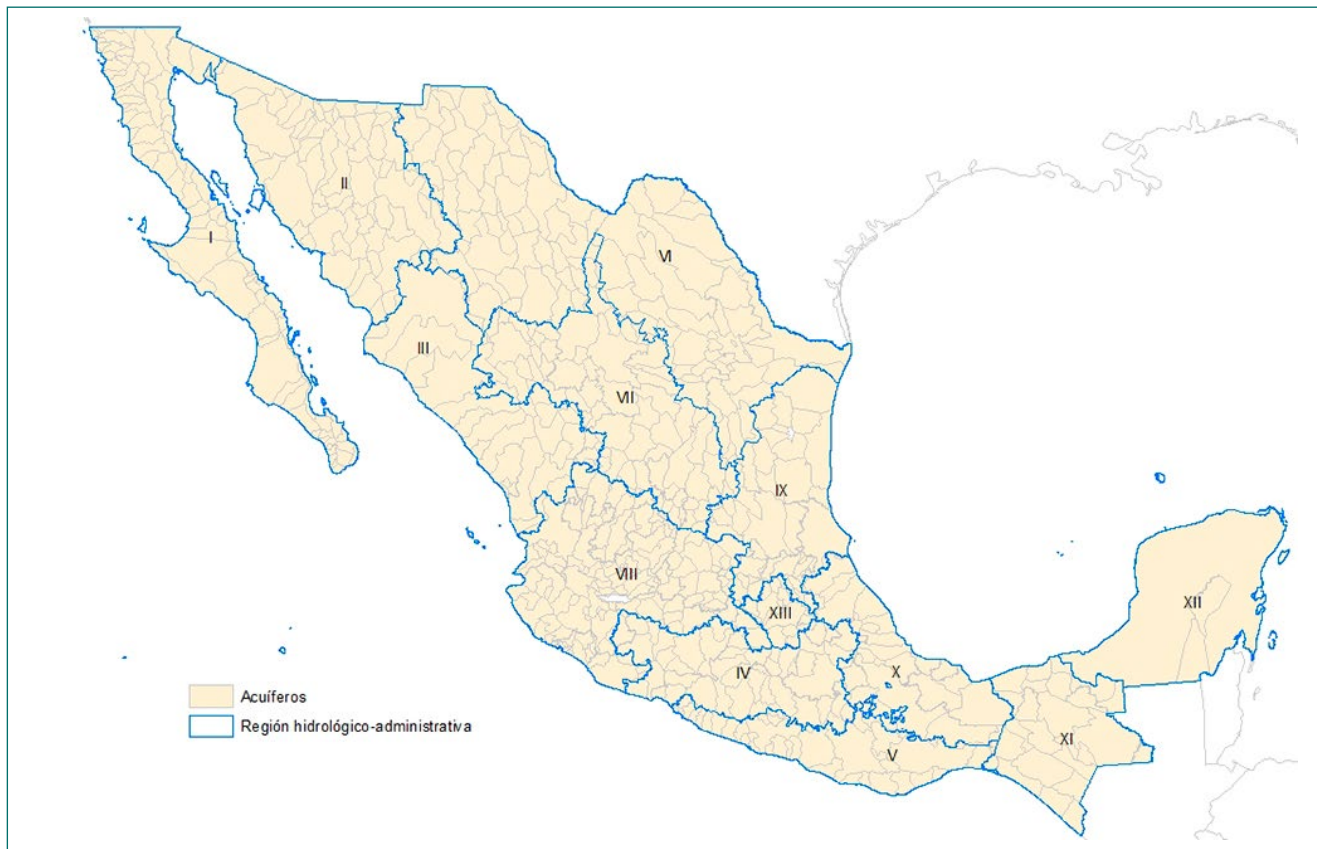 II
VI
I
III
VII
IX
VIII
XII
XIII
IV
X
XI
V
Acuíferos
Región hidrológico-administrativa